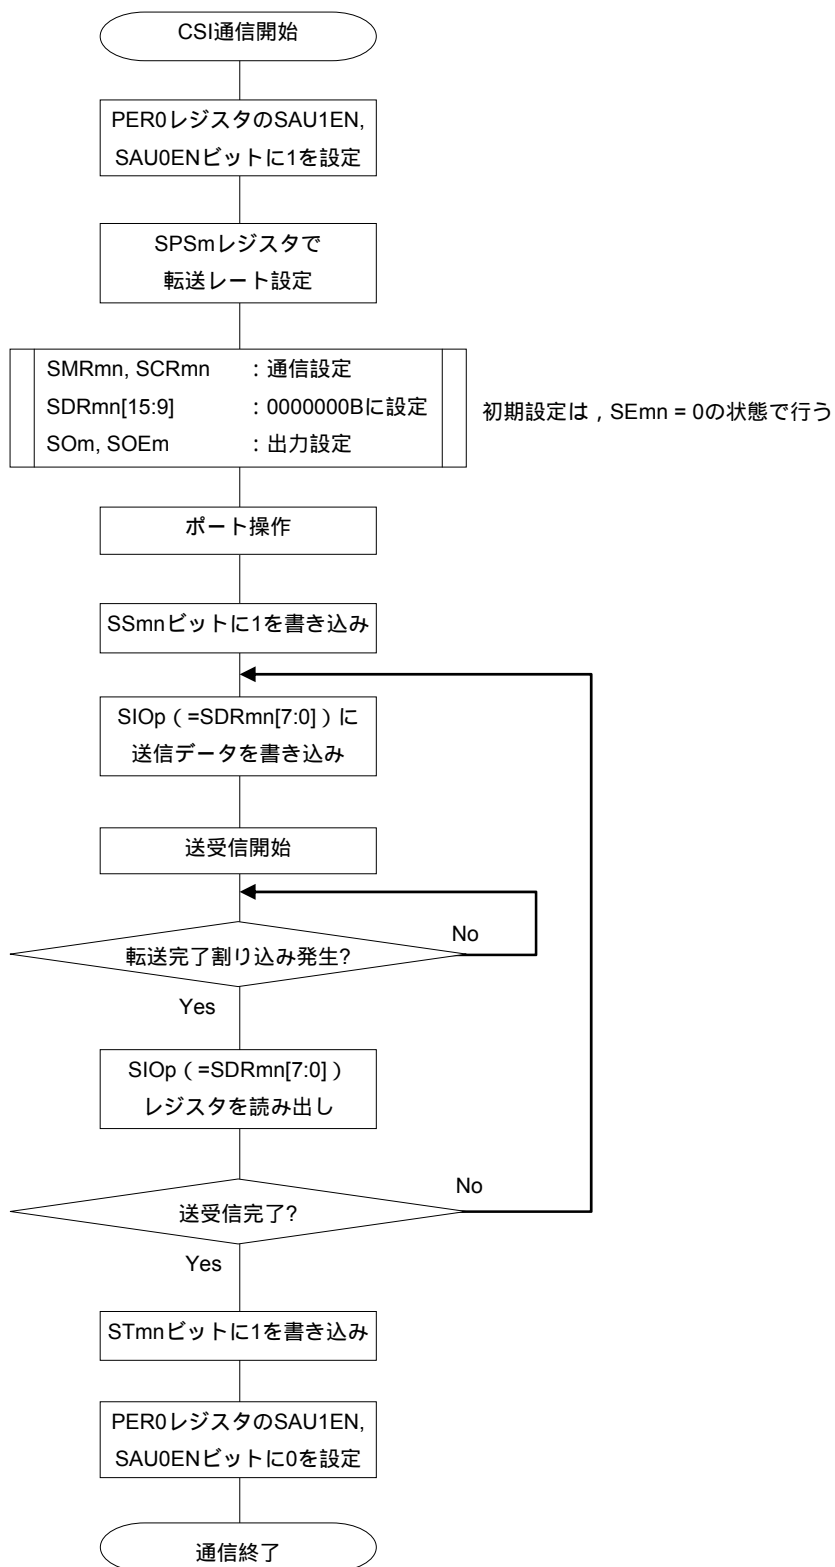 CSI通信開始
PER0レジスタのSAU1EN,
SAU0ENビットに1を設定
SPSmレジスタで
転送レート設定
SMRmn, SCRmn ：通信設定
SDRmn[15:9] ：0000000Bに設定
SOm, SOEm ：出力設定
初期設定は，SEmn = 0の状態で行う
ポート操作
SSmnビットに1を書き込み
SIOp（=SDRmn[7:0]）に
送信データを書き込み
送受信開始
No
転送完了割り込み発生?
Yes
SIOp（=SDRmn[7:0]）
レジスタを読み出し
No
送受信完了?
Yes
STmnビットに1を書き込み
PER0レジスタのSAU1EN,
SAU0ENビットに0を設定
通信終了